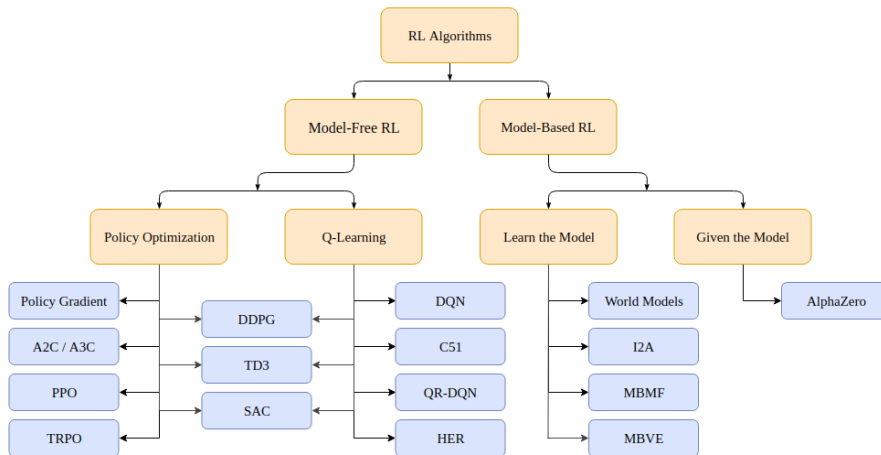 RL Algorithms
Model-Free RL
Model-Based RL
Policy Optimization
Q-Learning
Learn the Model
Given the Model
Policy Gradient
DDPG
DQN
World Models
AlphaZero
A2C / A3C
TD3
C51
I2A
PPO
SAC
QR-DQN
MBMF
TRPO
HER
MBVE